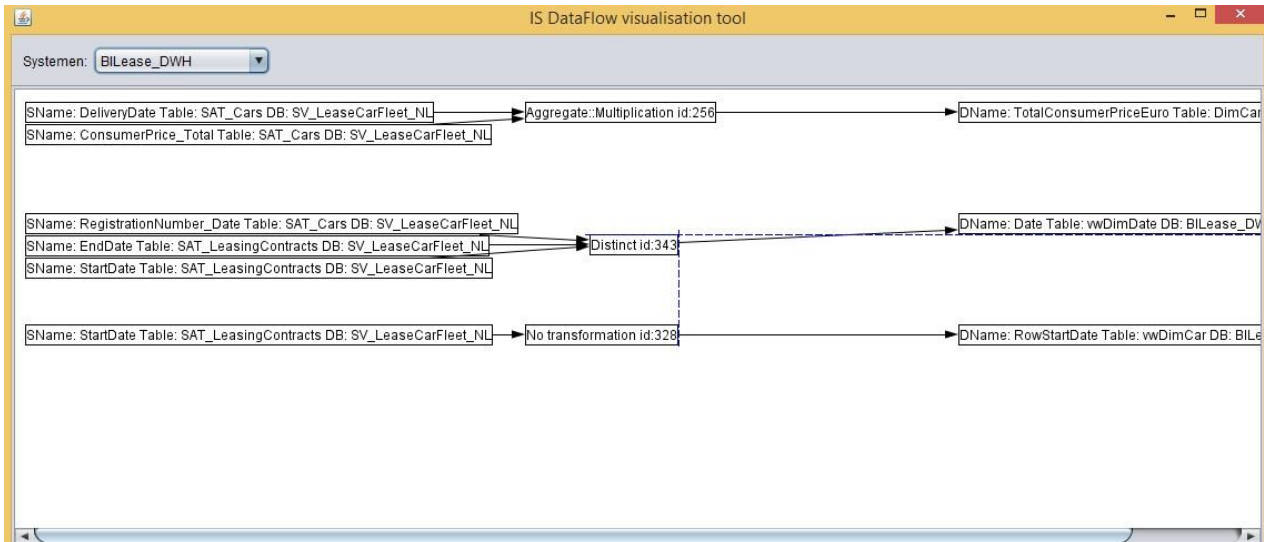 IS DataFlow visualisation tool
Systemen: BILease_DWH
SName: DeliveryDate Table: SAT_Cars DB: SV_LeaseCarFleet_NL
Aggregate::Multiplication id:256
DName: TotalConsumerPriceEuro Table: DimCar
SName: ConsumerPrice_Total Table: SAT_Cars DB: SV_LeaseCarFleet_NL
SName: RegistrationNumber_Date Table: SAT_Cars DB: SV_LeaseCarFleet_NL
DName: Date Table: vwDimDate DB: BILease_DW
SName: EndDate Table: SAT_LeasingContracts DB: SV_LeaseCarFleet_NL
Distinct id:343
SName: StartDate Table: SAT_LeasingContracts DB: SV_LeaseCarFleet_NL
SName: StartDate Table: SAT_LeasingContracts DB: SV_LeaseCarFleet_NL
No transformation id:328
DName: RowStartDate Table: vwDimCar DB: BILe